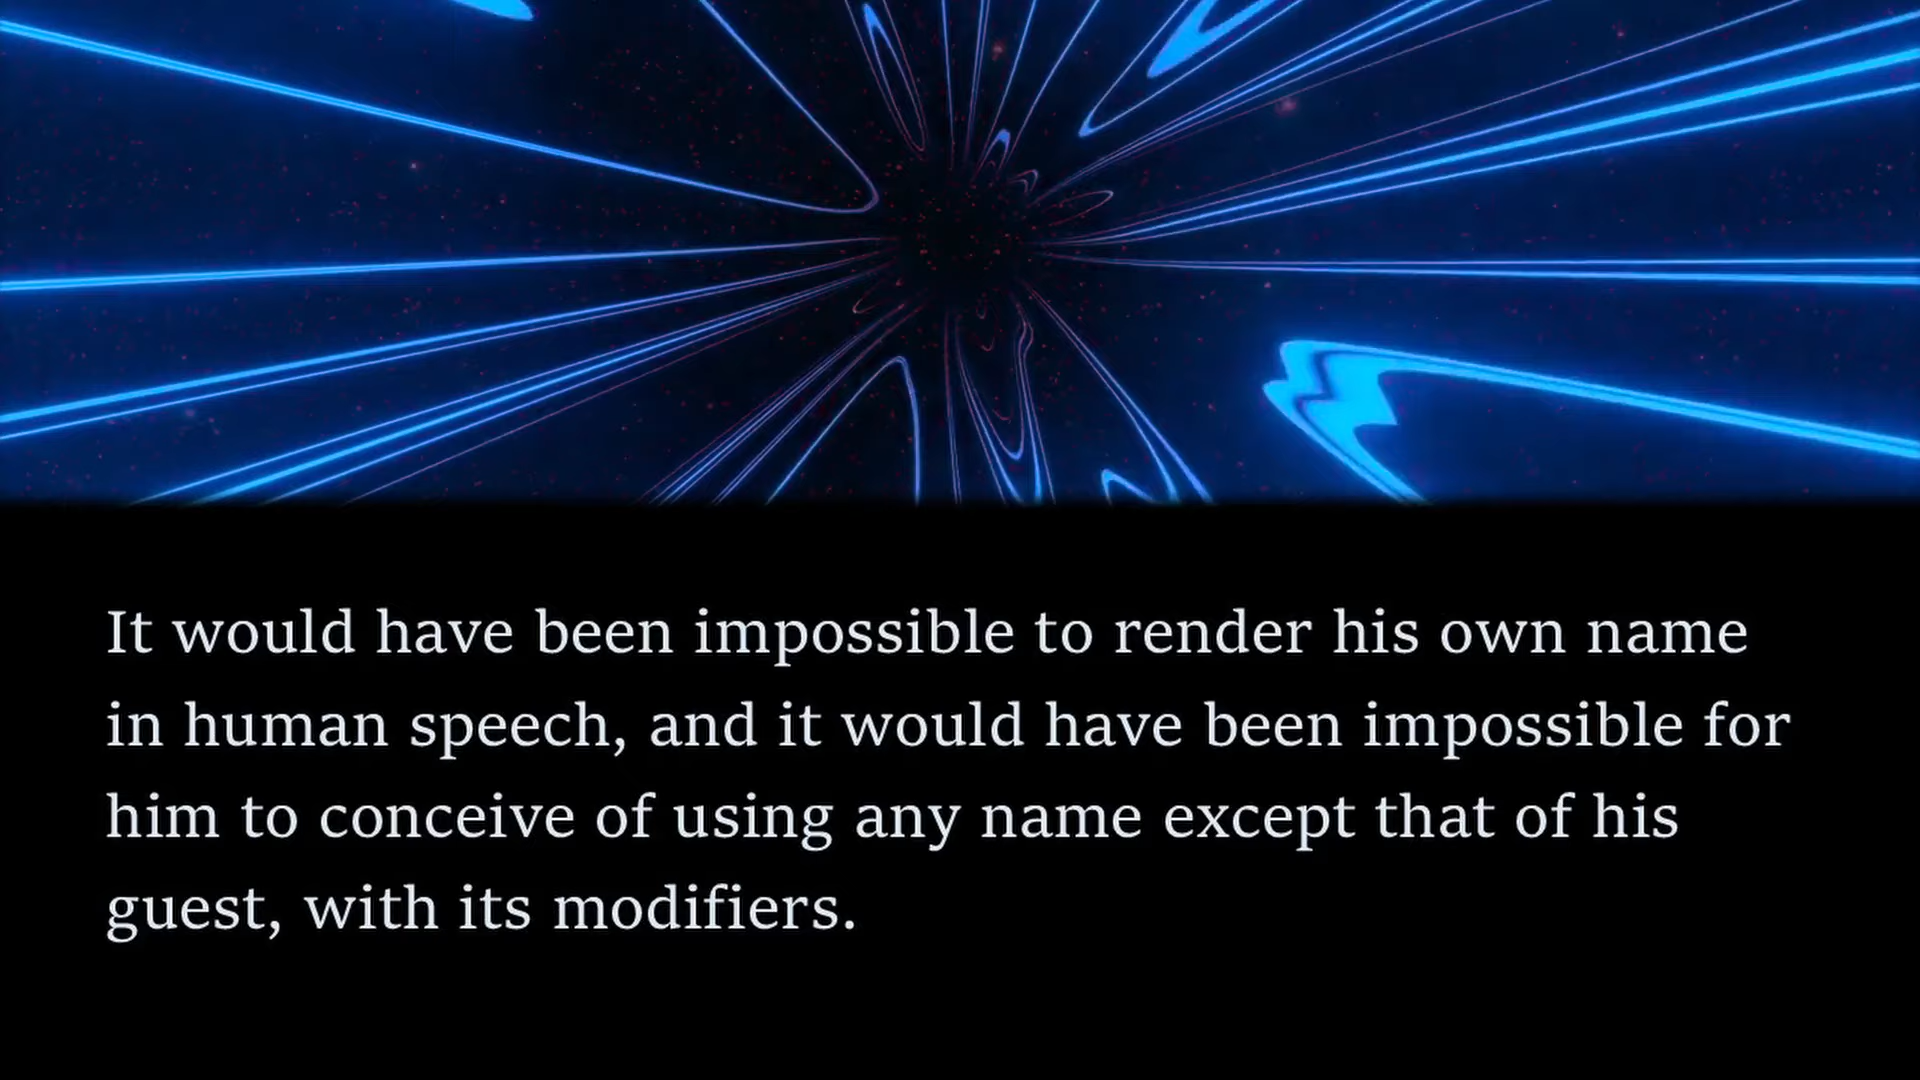 It would have been impossible to render his own name
in human speech, and it would have been impossible for
him to conceive of using any name except that of his
guest, with its modifiers.